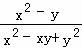 x² − y
x² − xy + y²